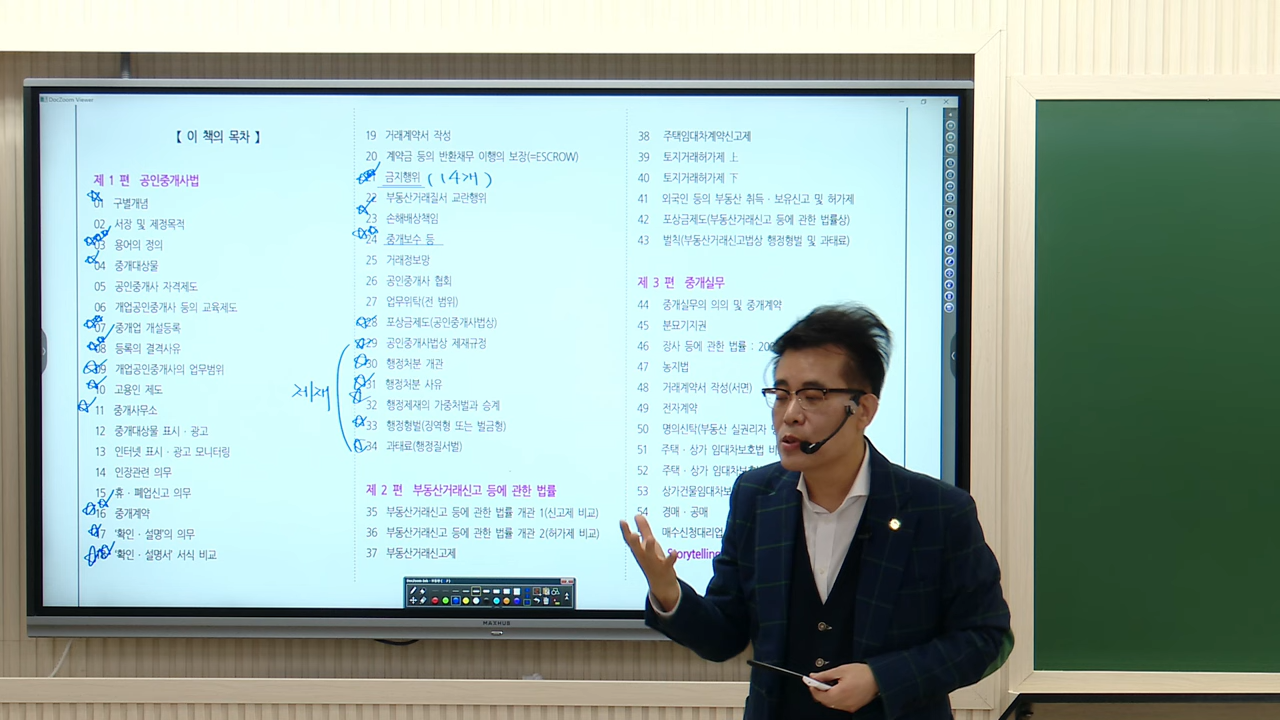 DocZoom Viewer
【 이 책의 목차 】
제 1 편 공인중개사법
01 구별개념
02 서장 및 제정목적
03 용어의 정의
04 중개대상물
05 공인중개사 자격제도
06 개업공인중개사 등의 교육제도
07 중개업 개설등록
08 등록의 결격사유
09 개업공인중개사의 업무범위
10 고용인 제도
11 중개사무소
12 중개대상물 표시·광고
13 인터넷 표시·광고 모니터링
14 인장관련 의무
15 휴·폐업신고 의무
16 중개계약
17 '확인·설명'의 의무
'확인·설명서' 서식 비교
19 거래계약서 작성
20 계약금 등의 반환채무 이행의 보장(=ESCROW)
금지행위 (14개)
22 부동산거래질서 교란행위
23 손해배상책임
24 중개보수 등
25 거래정보망
26 공인중개사 협회
27 업무위탁(전 범위)
28 포상금제도(공인중개사법상)
29 공인중개사법상 제재규정
30 행정처분 개관
31 행정처분 사유
32 행정제재의 가중처벌과 승계
33 행정형벌(징역형 또는 벌금형)
34 과태료(행정질서벌)
제재
제 2 편 부동산거래신고 등에 관한 법률
35 부동산거래신고 등에 관한 법률 개관 1(신고제 비교)
36 부동산거래신고 등에 관한 법률 개관 2(허가제 비교)
37 부동산거래신고제
38 주택임대차계약신고제
39 토지거래허가제 上
40 토지거래허가제 下
41 외국인 등의 부동산 취득·보유신고 및 허가제
42 포상금제도(부동산거래신고 등에 관한 법률상)
43 벌칙(부동산거래신고법상 행정형벌 및 과태료)
제 3 편 중개실무
44 중개실무의 의의 및 중개계약
45 분묘기지권
46 장사 등에 관한 법률 : 20
47 농지법
48 거래계약서 작성(서면)
49 전자계약
50 명의신탁(부동산 실권리자
51 주택·상가 임대차보호법 비
52 주택·상가 임대차보
53 상가건물임대차보
54 경매·공매
매수신청대리업
Storytelling
MAXHUB